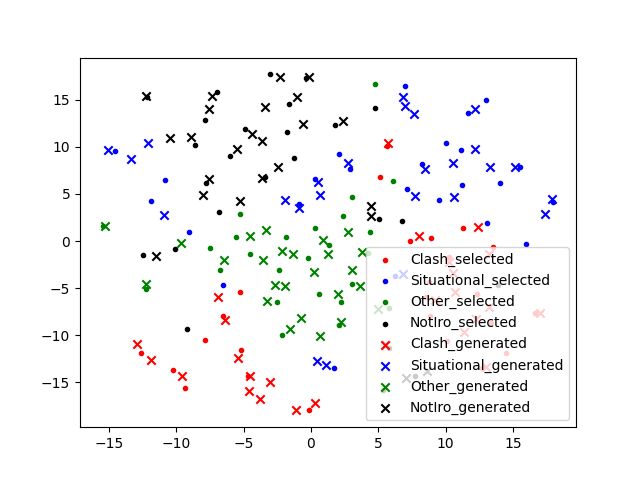 15
10
5
0
−5
−10
−15
−15
−10
−5
0
5
10
15
Clash_selected
Situational_selected
Other_selected
NotIro_selected
Clash_generated
Situational_generated
Other_generated
NotIro_generated